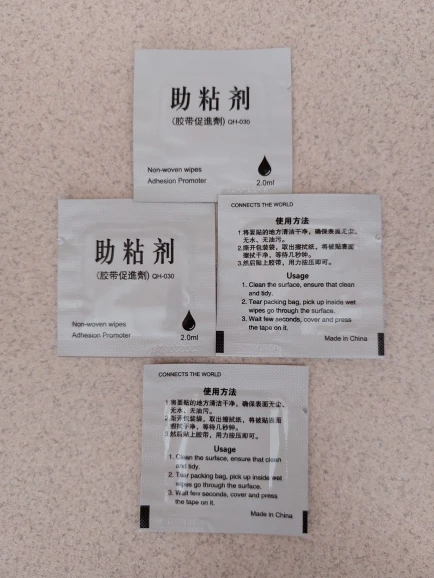 助粘剂
(胶带促進劑) QH-030
Non-woven wipes
Adhesion Promoter
2.0ml
助粘剂
(胶带促進劑) QH-030
Non-woven wipes
Adhesion Promoter
2.0ml
CONNECTS THE WORLD
使用方法
1.将要贴的地方清洁干净，确保表面无尘、
无水、无油污。
2.撕开包装袋，取出擦拭纸，将被贴表面
擦拭干净，等待几秒钟。
3.然后贴上胶带，用力按压即可。
Usage
1. Clean the surface, ensure that clean
and tidy.
2. Tear packing bag, pick up inside wet
wipes go through the surface.
3. Wait few seconds, cover and press
the tape on it.
Made in China
CONNECTS THE WORLD
使用方法
1.将要贴的地方清洁干净，确保表面无尘、
无水、无油污。
2.撕开包装袋，取出擦拭纸，将被贴表面
擦拭干净，等待几秒钟。
3.然后贴上胶带，用力按压即可。
Usage
1. Clean the surface, ensure that clean
and tidy.
2. Tear packing bag, pick up inside wet
wipes go through the surface.
3. Wait few seconds, cover and press
the tape on it.
Made in China